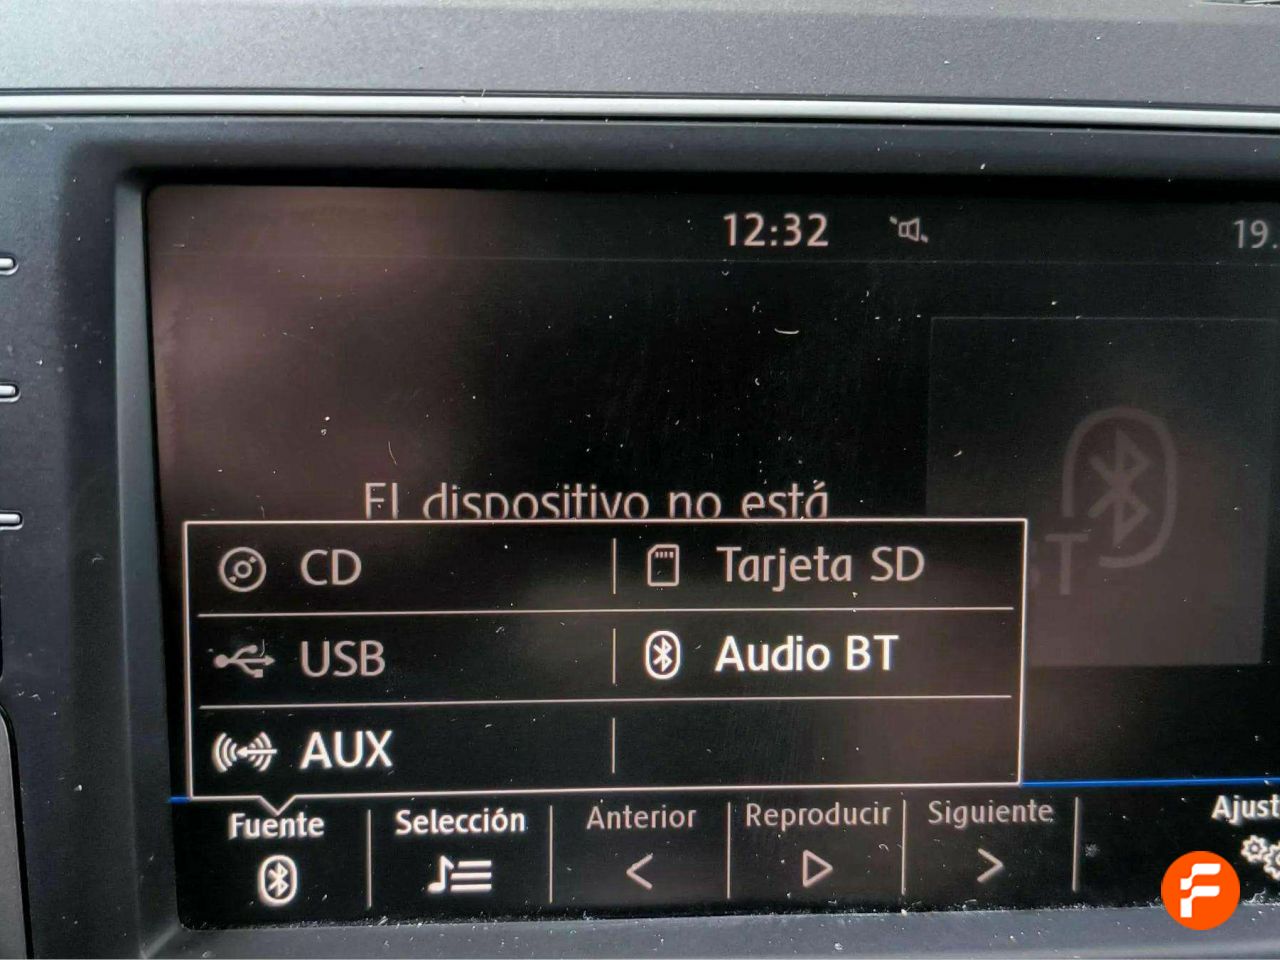 12:32
19.
El dispositivo no está
CD
Tarjeta SD
USB
Audio BT
AUX
Fuente
Selección
Anterior
Reproducir
Siguiente
Ajust